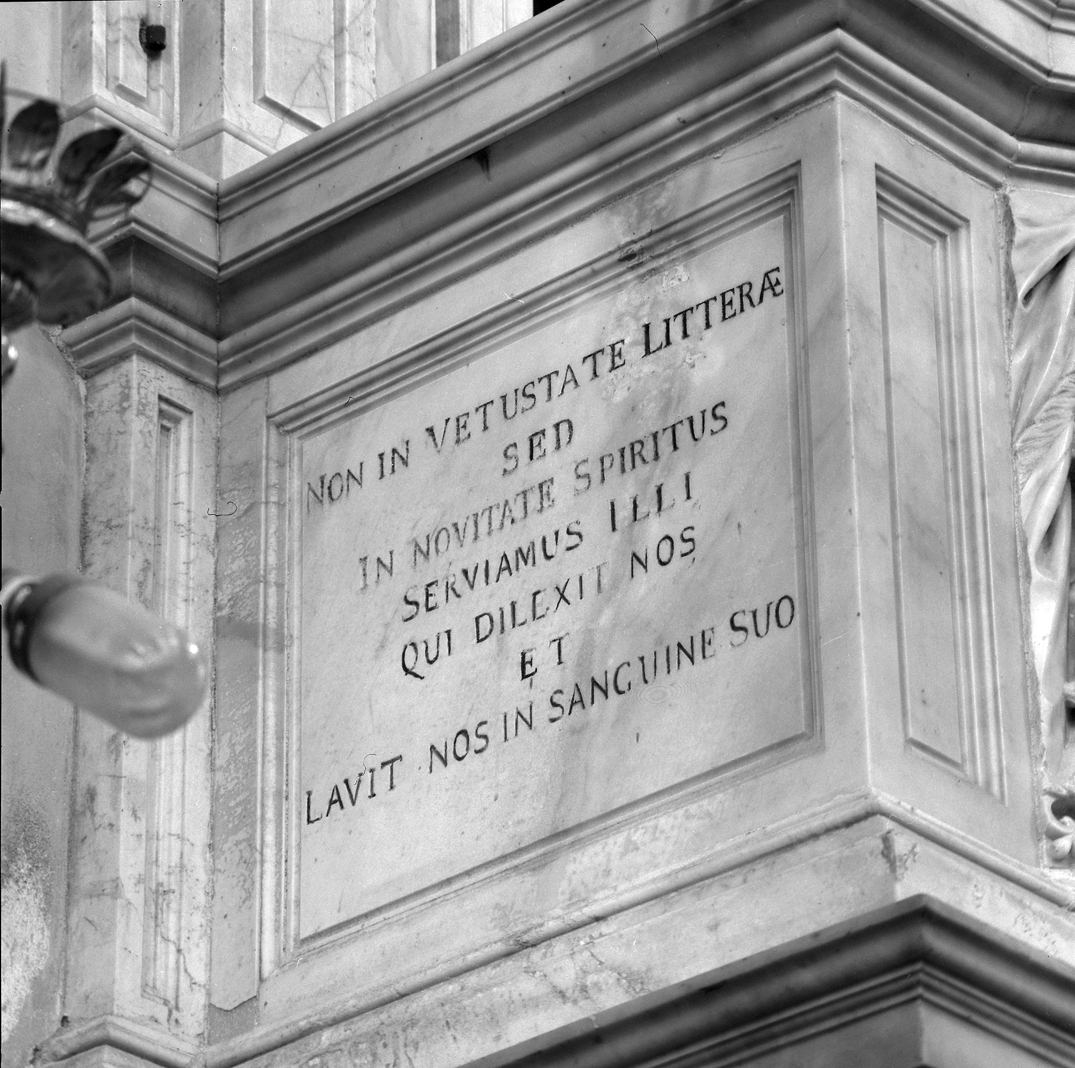 NON IN VETUSTATE LITTERÆ
SED
IN NOVITATE SPIRITUS
SERVIAMUS ILLI
QUI DILEXIT NOS
ET
LAVIT NOS IN SANGUINE SUO